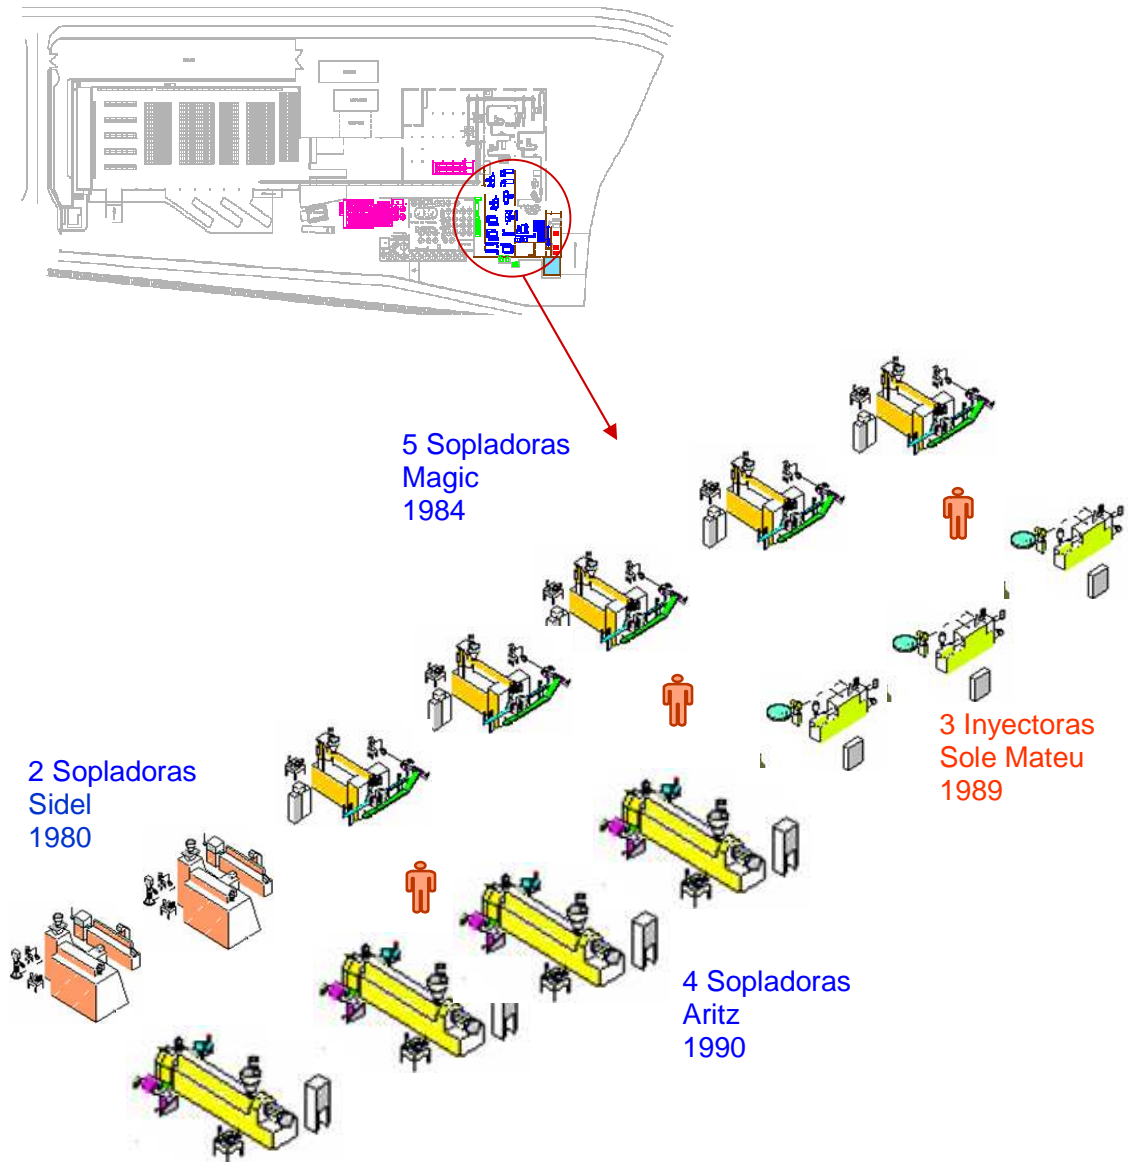 5 Sopladoras
Magic
1984
3 Inyectoras
Sole Mateu
1989
2 Sopladoras
Sidel
1980
4 Sopladoras
Aritz
1990